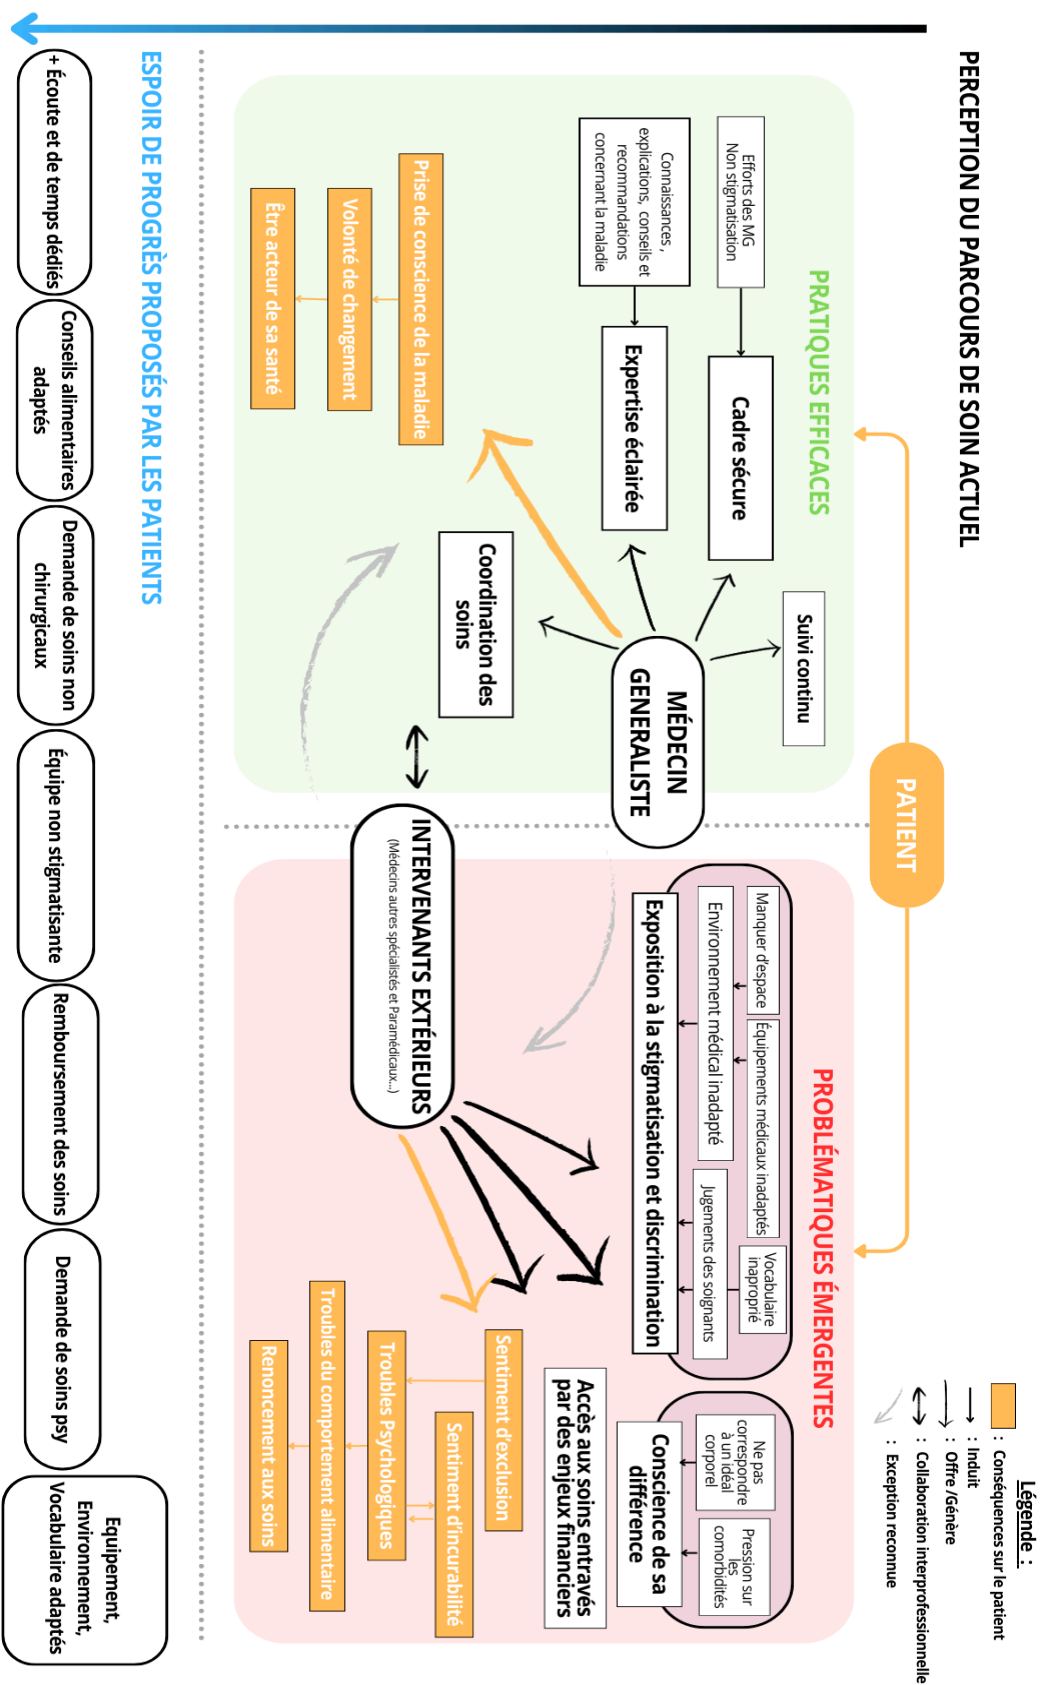 PERCEPTION DU PARCOURS DE SOIN ACTUEL
Légende :
: Conséquences sur le patient
: Induit
: Offre /Génère
: Collaboration interprofessionnelle
: Exception reconnue
PATIENT
PRATIQUES EFFICACES
Efforts des MG
Non stigmatisation
Cadre sécure
Suivi continu
Connaissances ,
explications, conseils et
recommandations
concernant la maladie
Expertise éclairée
MÉDECIN
GENERALISTE
Coordination des
soins
Prise de conscience de la maladie
Volonté de changement
Être acteur de sa santé
INTERVENANTS EXTÉRIEURS
(Médecins autres spécialistés et Paramédicaux...)
PROBLÉMATIQUES ÉMERGENTES
Manquer d'espace
Équipements médicaux inadaptés
Vocabulaire
inaproprié
Environnement médical inadapté
Jugements des soignants
Exposition à la stigmatisation et discrimination
Ne pas
correspondre
à un idéal
corporel
Pression sur
les
comorbidités
Conscience de sa
différence
Accès aux soins entravés
par des enjeux financiers
Sentiment d'exclusion
Sentiment d'incurabilité
Troubles Psychologiques
Troubles du comportement alimentaire
Renoncement aux soins
ESPOIR DE PROGRÈS PROPOSÉS PAR LES PATIENTS
+ Écoute et de temps dédiés
Conseils alimentaires
adaptés
Demande de soins non
chirurgicaux
Équipe non stigmatisante
Remboursement des soins
Demande de soins psy
Equipement,
Environnement,
Vocabulaire adaptés